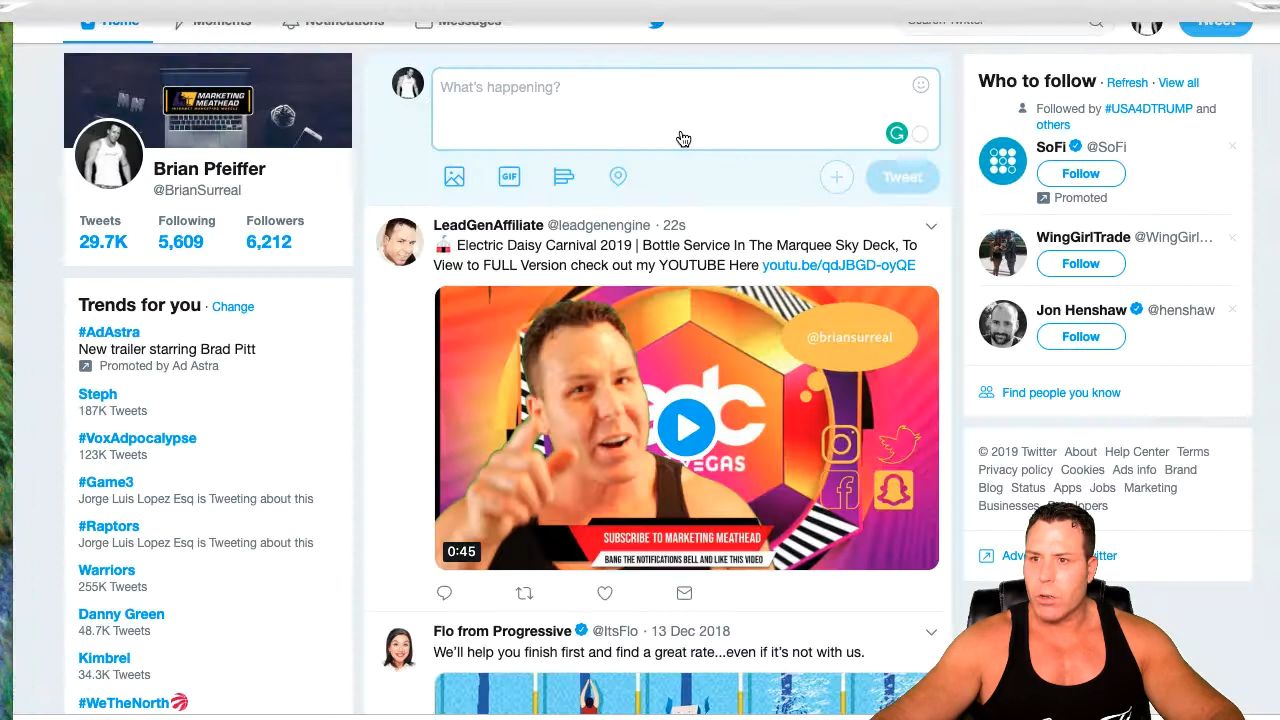 Home Moments Notifications Messages Search Twitter Tweet
MARKETING
MEATHEAD
Brian Pfeiffer
@BrianSurreal
Tweets Following Followers
29.7K 5,609 6,212
Trends for you · Change
#AdAstra
New trailer starring Brad Pitt
Promoted by Ad Astra
Steph
187K Tweets
#VoxAdpocalypse
123K Tweets
#Game3
Jorge Luis Lopez Esq is Tweeting about this
#Raptors
Jorge Luis Lopez Esq is Tweeting about this
Warriors
255K Tweets
Danny Green
48.7K Tweets
Kimbrel
34.3K Tweets
#WeTheNorth
What's happening?
GIF
Tweet
LeadGenAffiliate @leadgenengine · 22s
Electric Daisy Carnival 2019 | Bottle Service In The Marquee Sky Deck, To
View to FULL Version check out my YOUTUBE Here youtu.be/qdJBGD-oyQE
@briansurreal
SUBSCRIBE TO MARKETING MEATHEAD
BANG THE NOTIFICATIONS BELL AND LIKE THIS VIDEO
0:45
Flo from Progressive @ItsFlo · 13 Dec 2018
We'll help you finish first and find a great rate...even if it's not with us.
Who to follow · Refresh · View all
Followed by #USA4DTRUMP and
others
SoFi @SoFi
Follow
Promoted
WingGirlTrade @WingGirl...
Follow
Jon Henshaw @henshaw
Follow
Find people you know
© 2019 Twitter About Help Center Terms
Privacy policy Cookies Ads info Brand
Blog Status Apps Jobs Marketing
Businesses